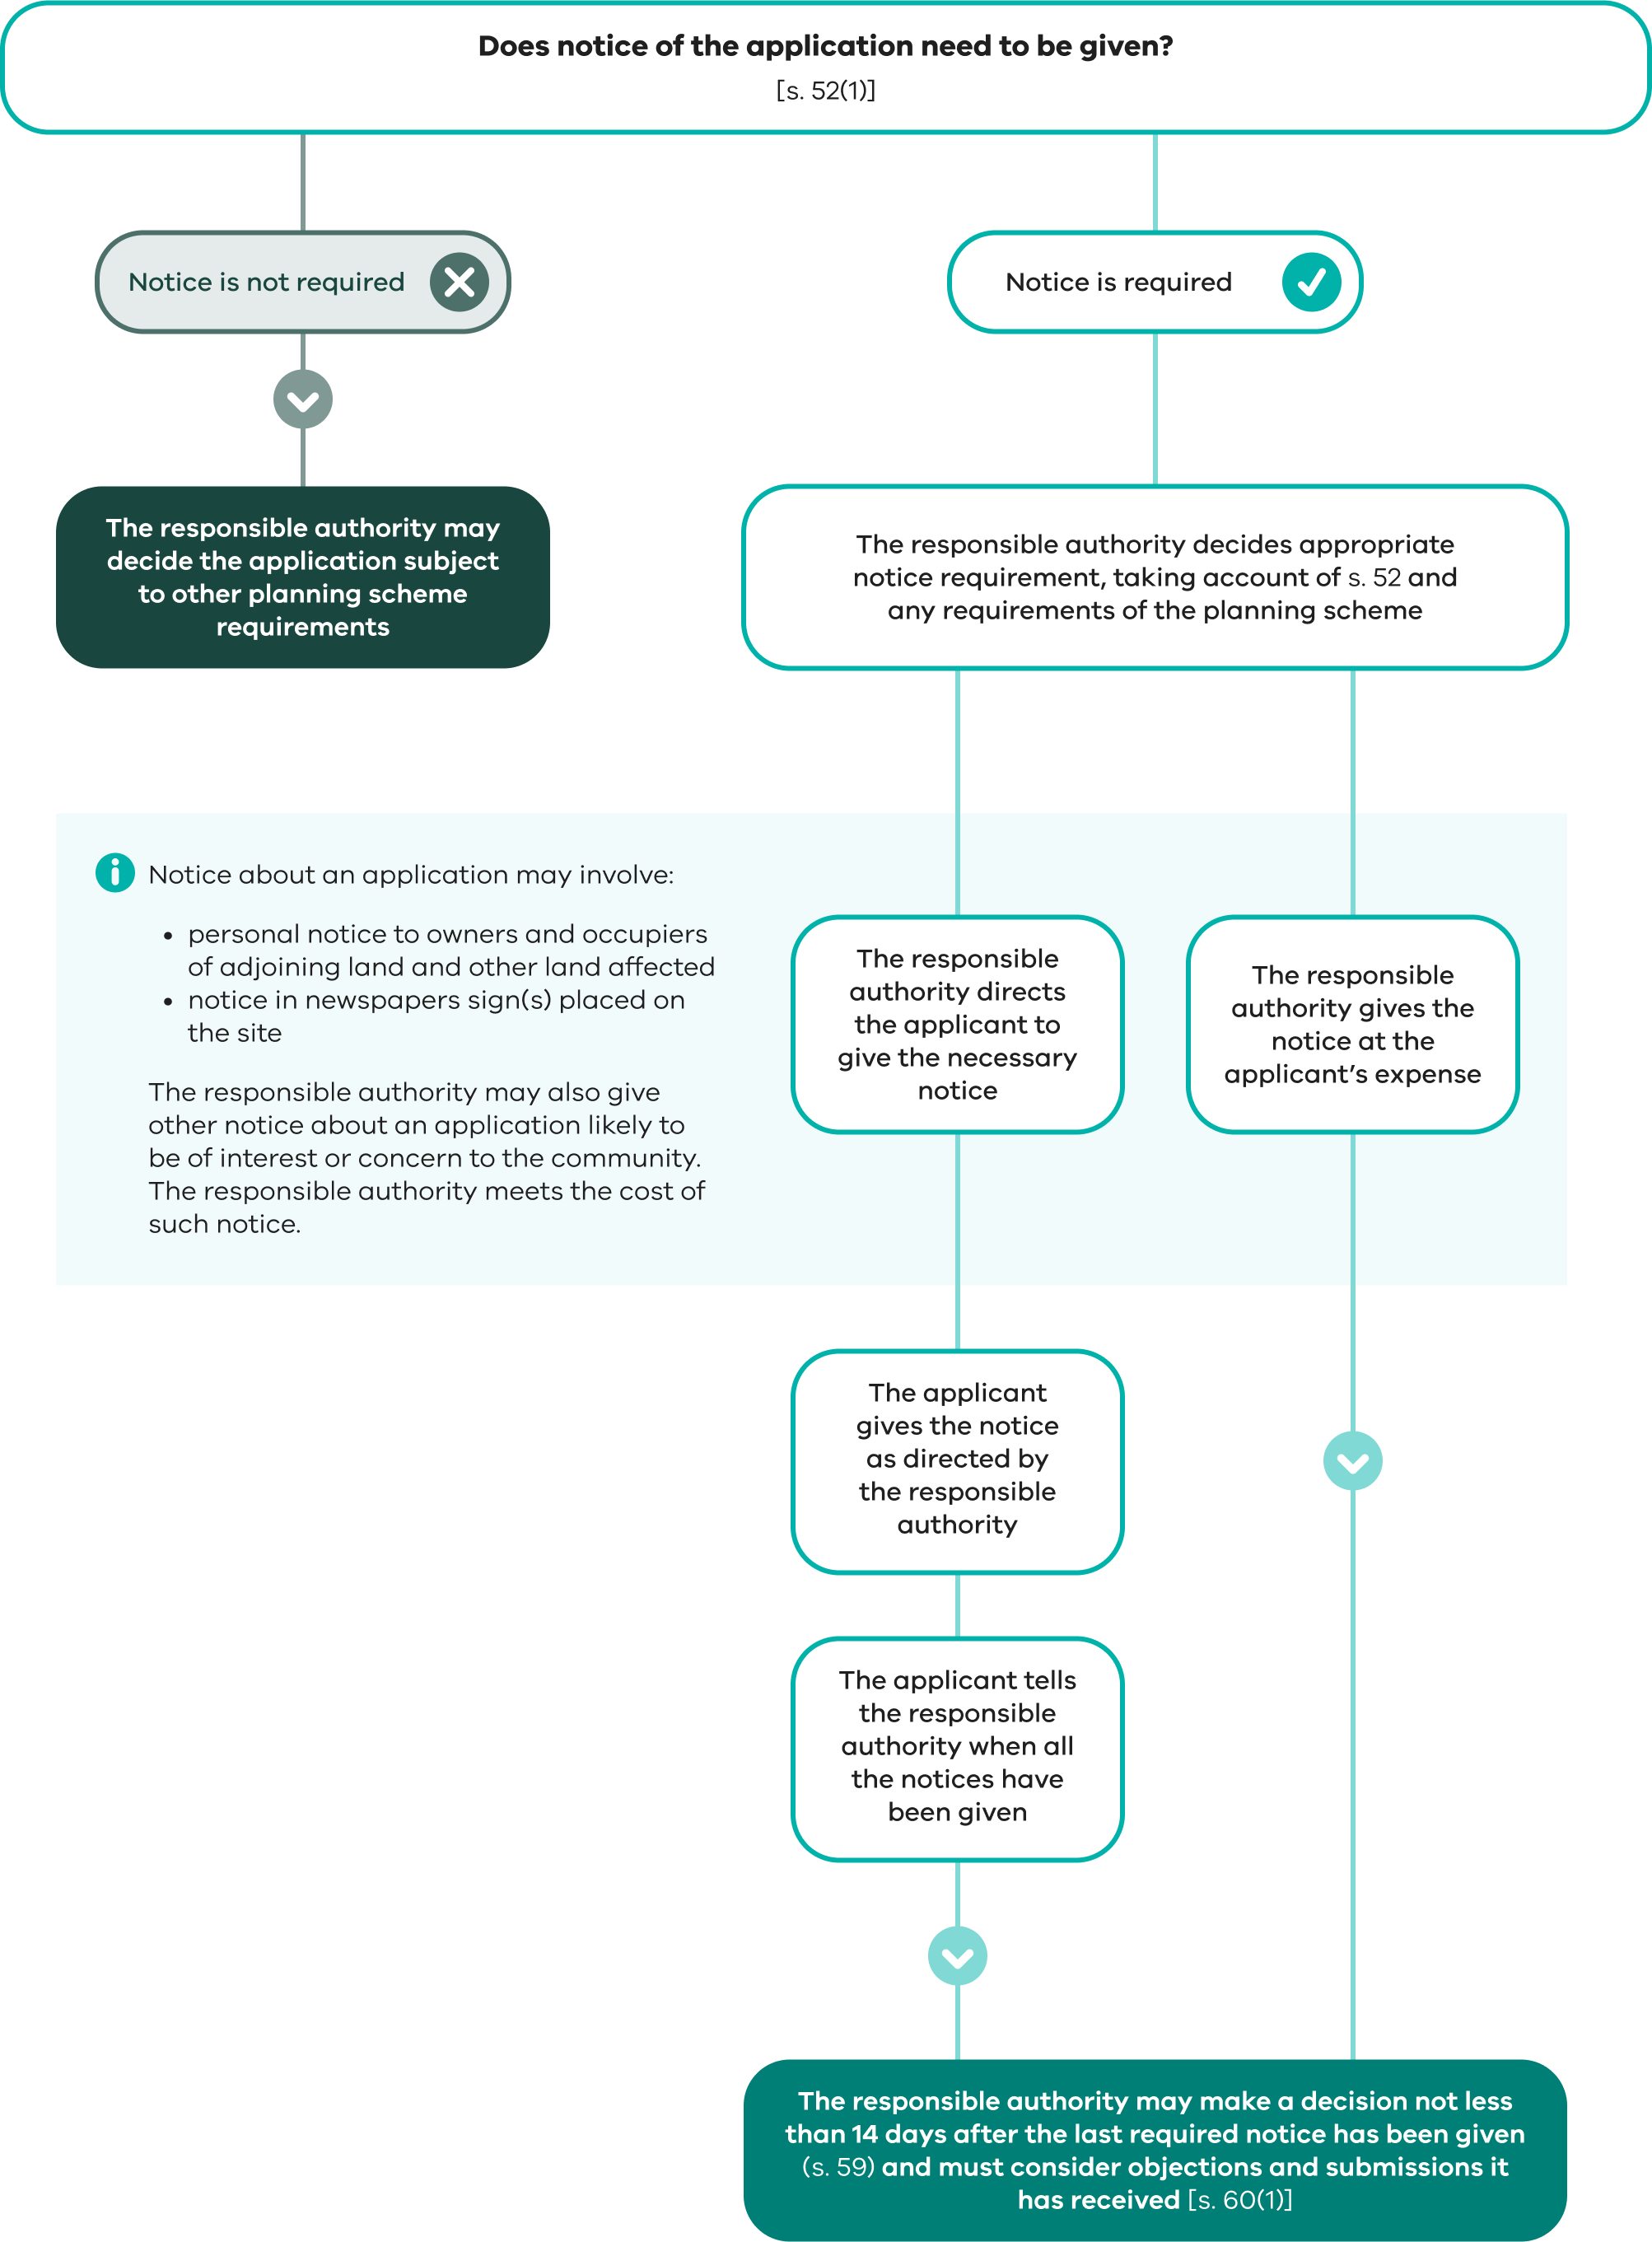 Does notice of the application need to be given?
[s. 52(1)]
Notice is not required
Notice is required
The responsible authority may
decide the application subject
to other planning scheme
requirements
The responsible authority decides appropriate
notice requirement, taking account of s. 52 and
any requirements of the planning scheme
Notice about an application may involve:
• personal notice to owners and occupiers
of adjoining land and other land affected
• notice in newspapers sign(s) placed on
the site
The responsible authority may also give
other notice about an application likely to
be of interest or concern to the community.
The responsible authority meets the cost of
such notice.
The responsible
authority directs
the applicant to
give the necessary
notice
The responsible
authority gives the
notice at the
applicant’s expense
The applicant
gives the notice
as directed by
the responsible
authority
The applicant tells
the responsible
authority when all
the notices have
been given
The responsible authority may make a decision not less
than 14 days after the last required notice has been given
(s. 59) and must consider objections and submissions it
has received [s. 60(1)]